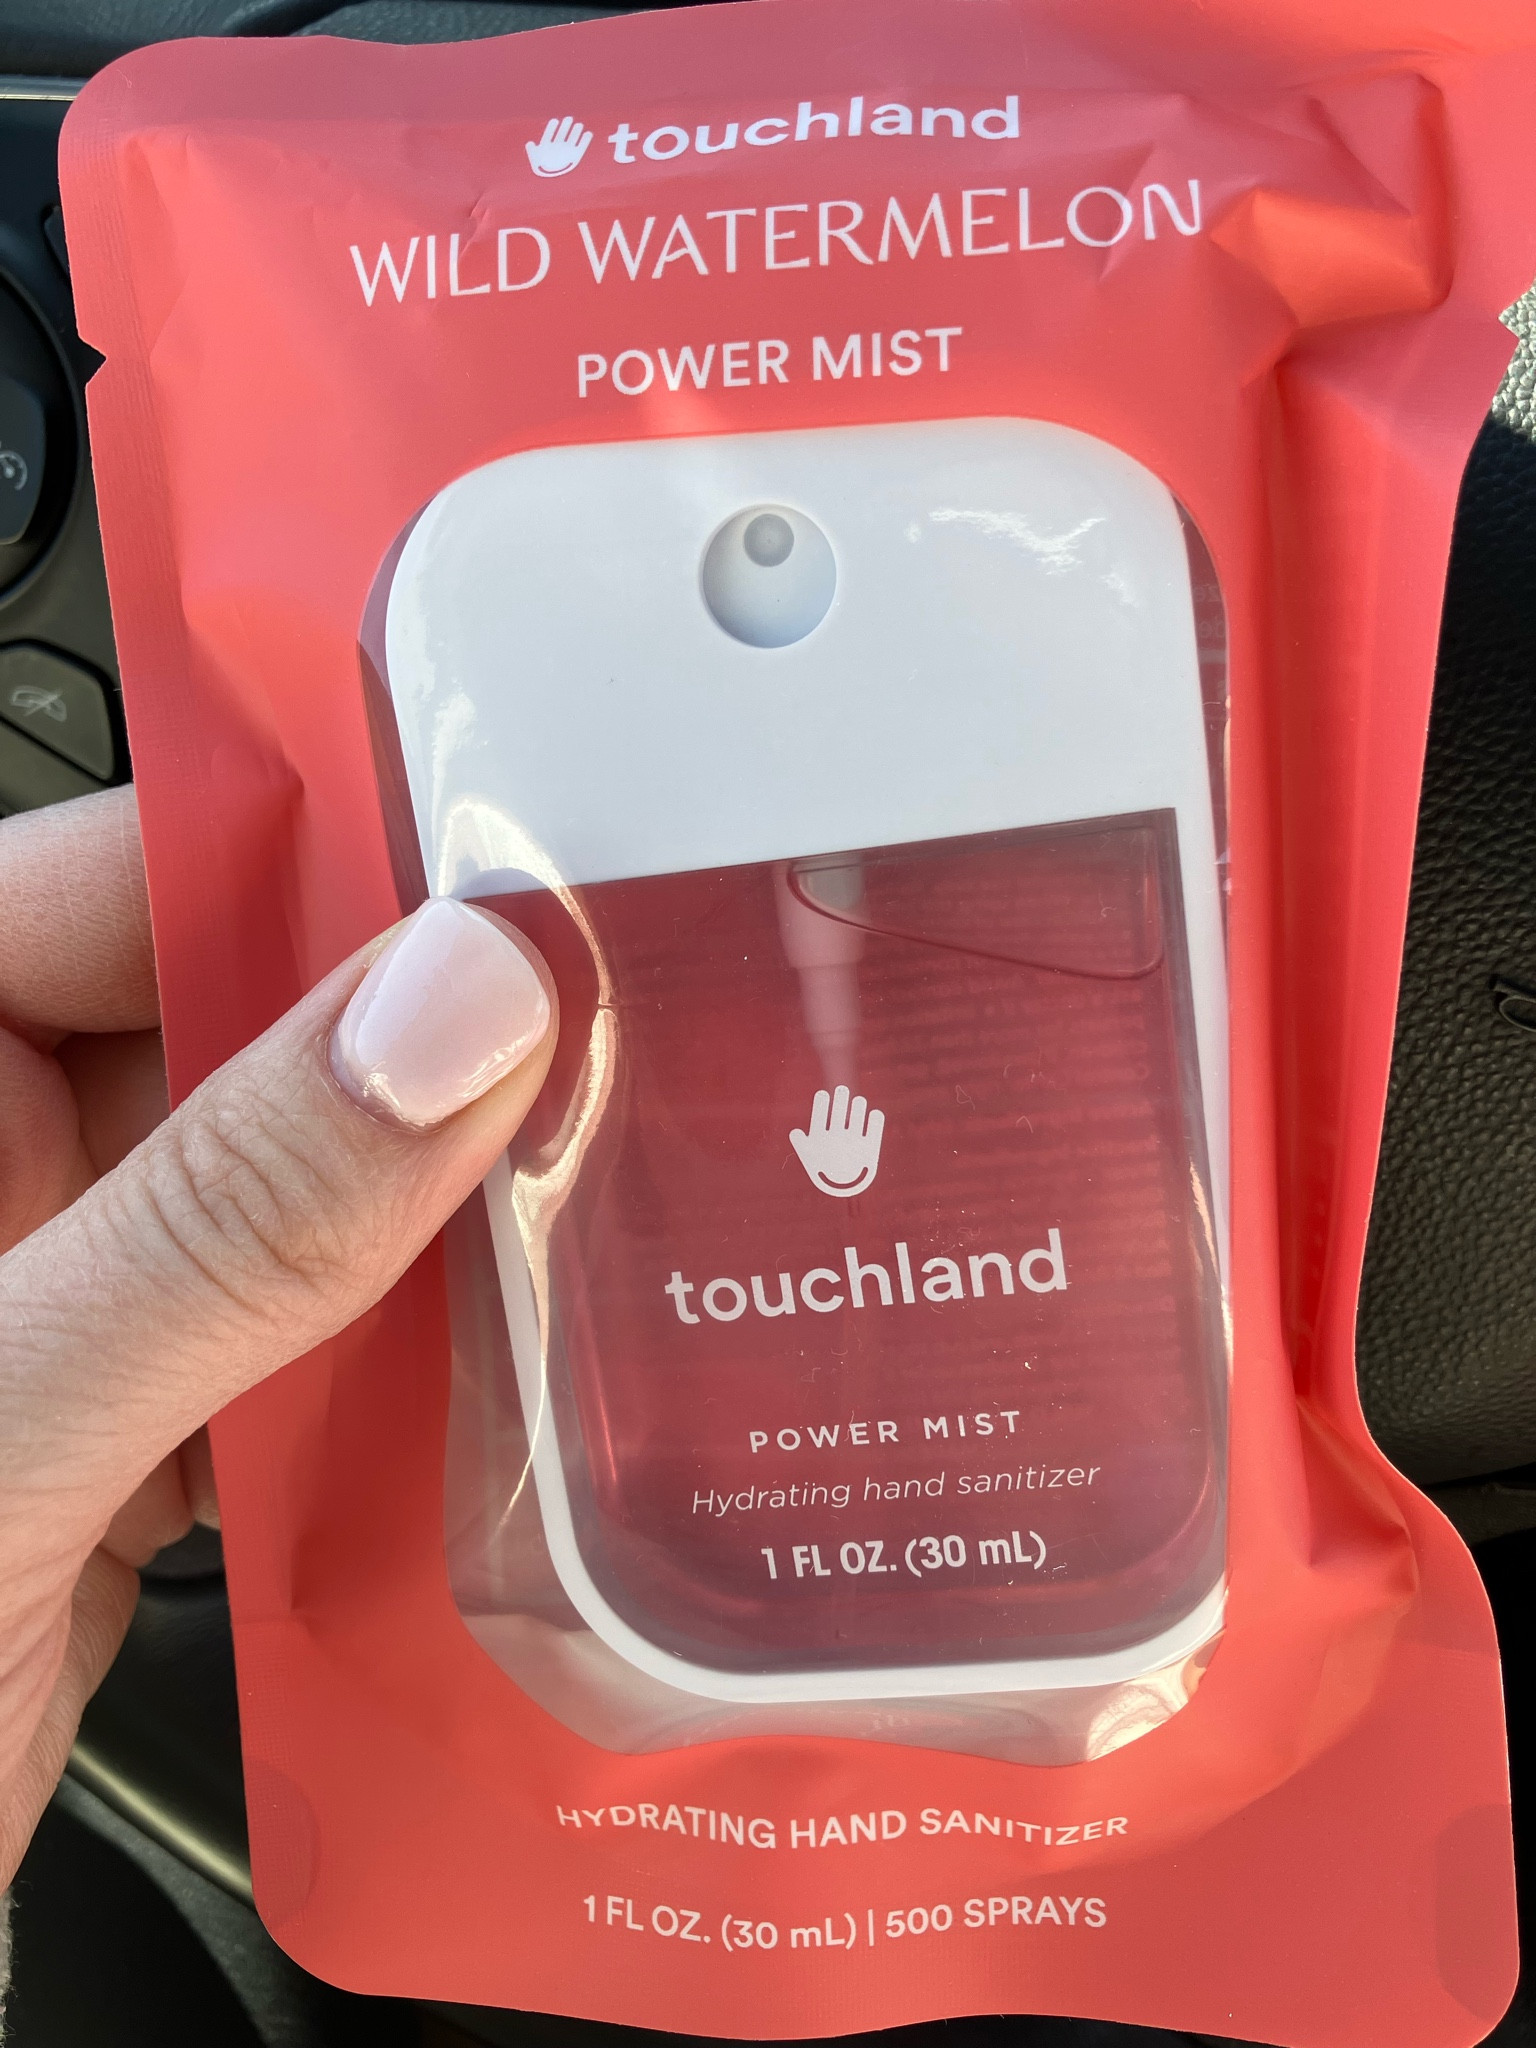 touchland
WILD WATERMELON
POWER MIST
touchland
POWER MIST
Hydrating hand sanitizer
1 FL OZ. (30 mL)
HYDRATING HAND SANITIZER
1 FL OZ. (30 mL) | 500 SPRAYS